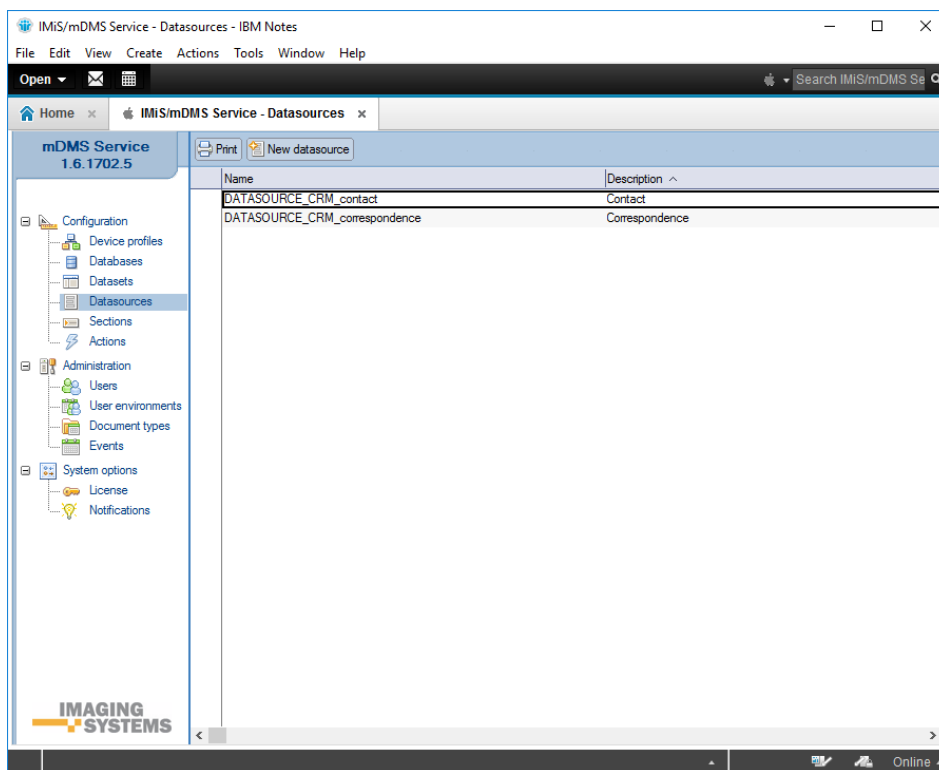 IMiS/mDMS Service - Datasources - IBM Notes
File Edit View Create Actions Tools Window Help
Open
Search IMiS/mDMS Se
Home
IMiS/mDMS Service - Datasources
mDMS Service
1.6.1702.5
Print
New datasource
Name Description
DATASOURCE_CRM_contact Contact
DATASOURCE_CRM_correspondence Correspondence
Configuration
Device profiles
Databases
Datasets
Datasources
Sections
Actions
Administration
Users
User environments
Document types
Events
System options
License
Notifications
IMAGING
SYSTEMS
Online